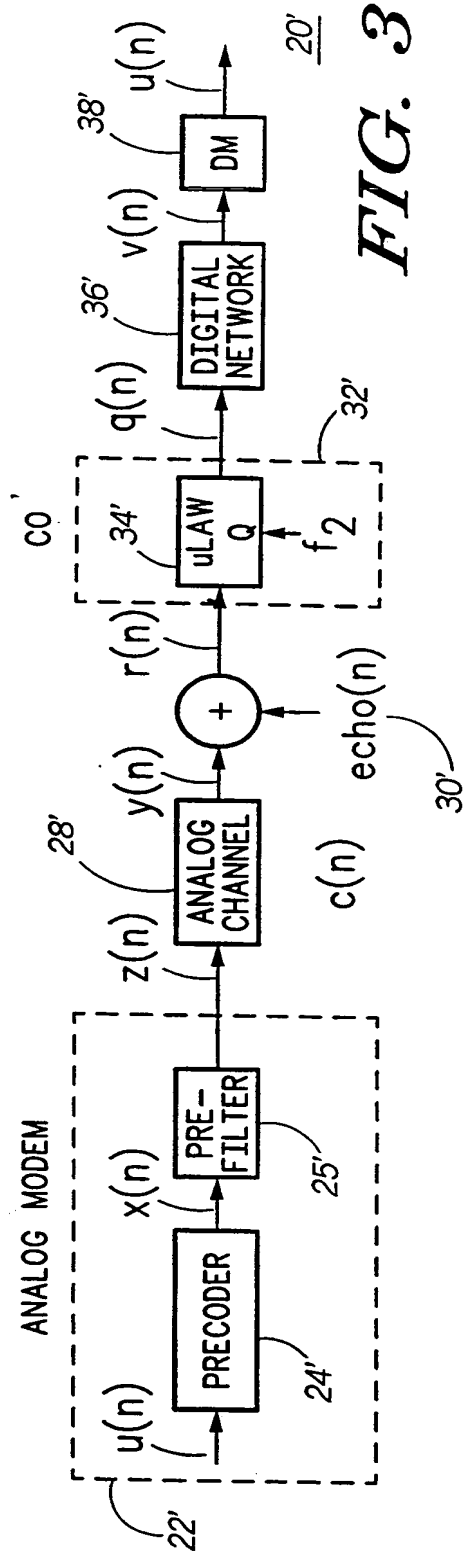 ANALOG MODEM
22'
u(n)
PRECODER
24'
x(n)
PRE-
FILTER
25'
z(n)
28'
ANALOG
CHANNEL
c(n)
y(n)
+
echo(n)
30'
r(n)
CO'
34'
uLAW
Q
f2
32'
q(n)
36'
DIGITAL
NETWORK
v(n)
38'
DM
u(n)
20'
FIG. 3